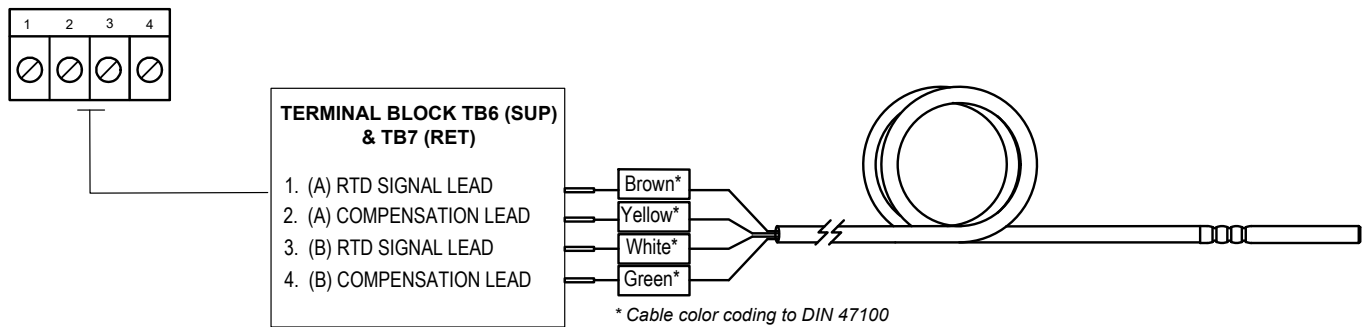 1 2 3 4
TERMINAL BLOCK TB6 (SUP)
& TB7 (RET)
1. (A) RTD SIGNAL LEAD
2. (A) COMPENSATION LEAD
3. (B) RTD SIGNAL LEAD
4. (B) COMPENSATION LEAD
Brown*
Yellow*
White*
Green*
* Cable color coding to DIN 47100